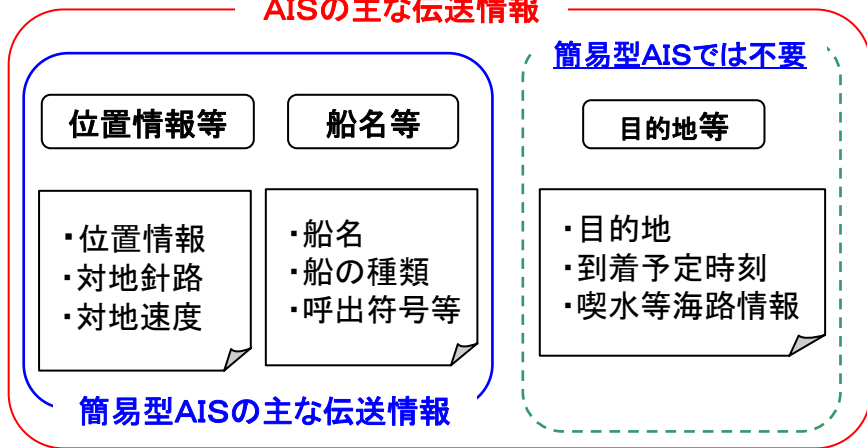 AISの主な伝送情報
簡易型AISでは不要
位置情報等
船名等
目的地等
・位置情報
・対地針路
・対地速度
・船名
・船の種類
・呼出符号等
・目的地
・到着予定時刻
・喫水等海路情報
簡易型AISの主な伝送情報